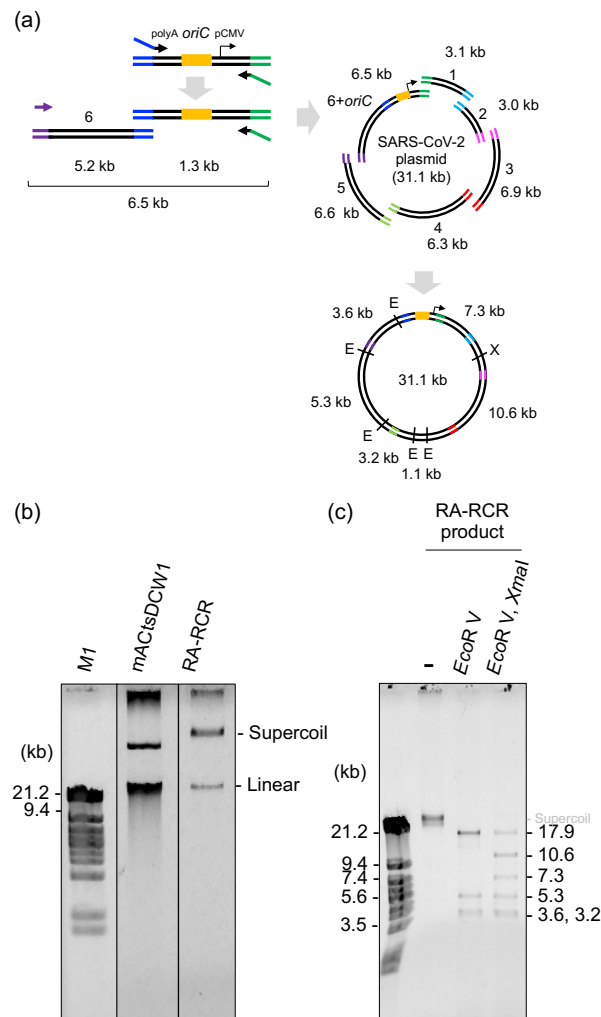 (a)
polyA oriC pCMV
6
5.2 kb 1.3 kb
6.5 kb
3.1 kb
6.5 kb
1
6+oriC
2
3.0 kb
SARS-CoV-2
plasmid
(31.1 kb)
3
6.9 kb
5
6.6 kb
4
6.3 kb
3.6 kb
E
7.3 kb
E
X
31.1 kb
5.3 kb
10.6 kb
E
3.2 kb
E E
1.1 kb
(b)
M1
mACtsDCW1
RA-RCR
(kb)
- Supercoil
21.2 -
9.4 -
- Linear
(c)
RA-RCR
product
-
EcoR V
EcoR V, XmaI
(kb)
-Supercoil
21.2 -
- 17.9
- 10.6
9.4 -
7.4 -
- 7.3
5.6 -
- 5.3
3.5 -
- 3.6, 3.2